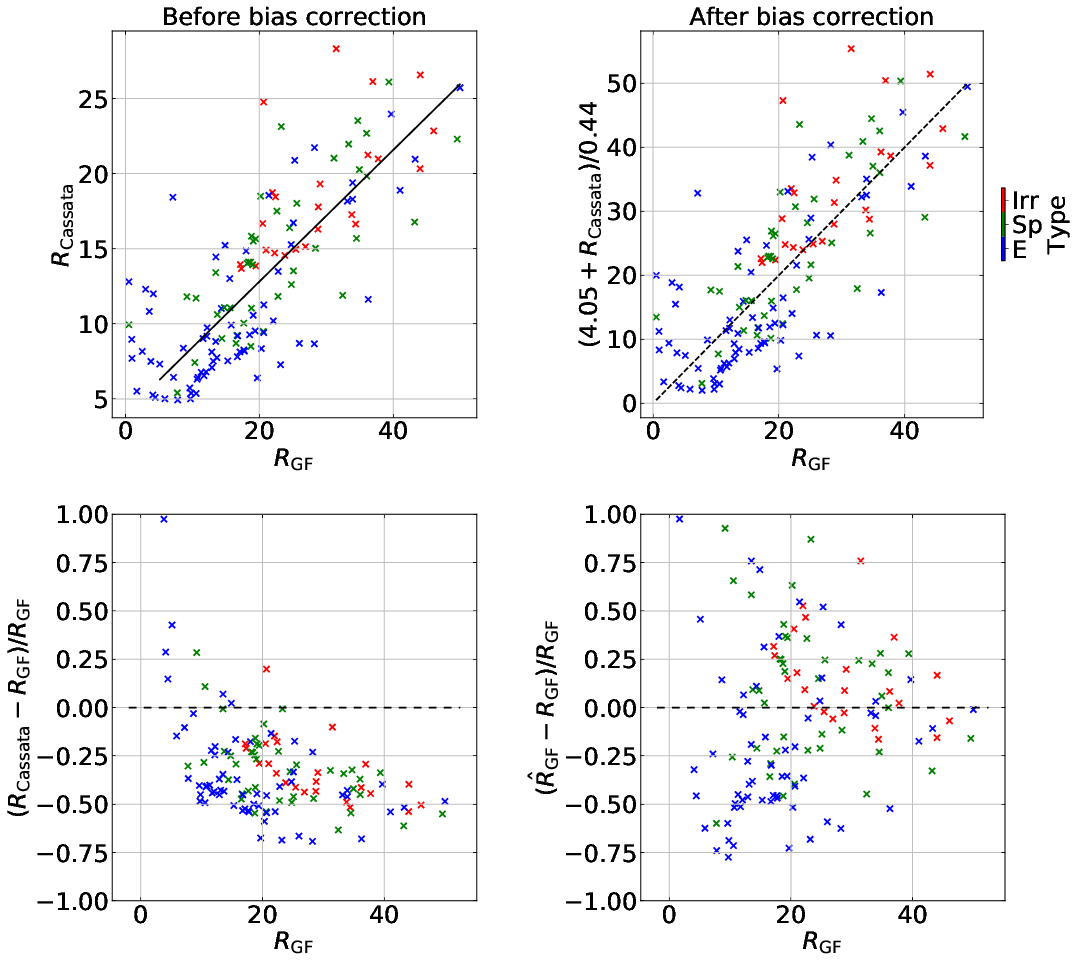 Before bias correction
After bias correction
R_Cassata
25
20
15
10
5
0 20 40
R_GF
(4.05 + R_Cassata)/0.44
50
40
30
20
10
0
0 20 40
R_GF
Irr
Sp
E
Type
(R_Cassata − R_GF)/R_GF
1.00
0.75
0.50
0.25
0.00
−0.25
−0.50
−0.75
−1.00
0 20 40
R_GF
(R̂_GF − R_GF)/R_GF
1.00
0.75
0.50
0.25
0.00
−0.25
−0.50
−0.75
−1.00
0 20 40
R_GF